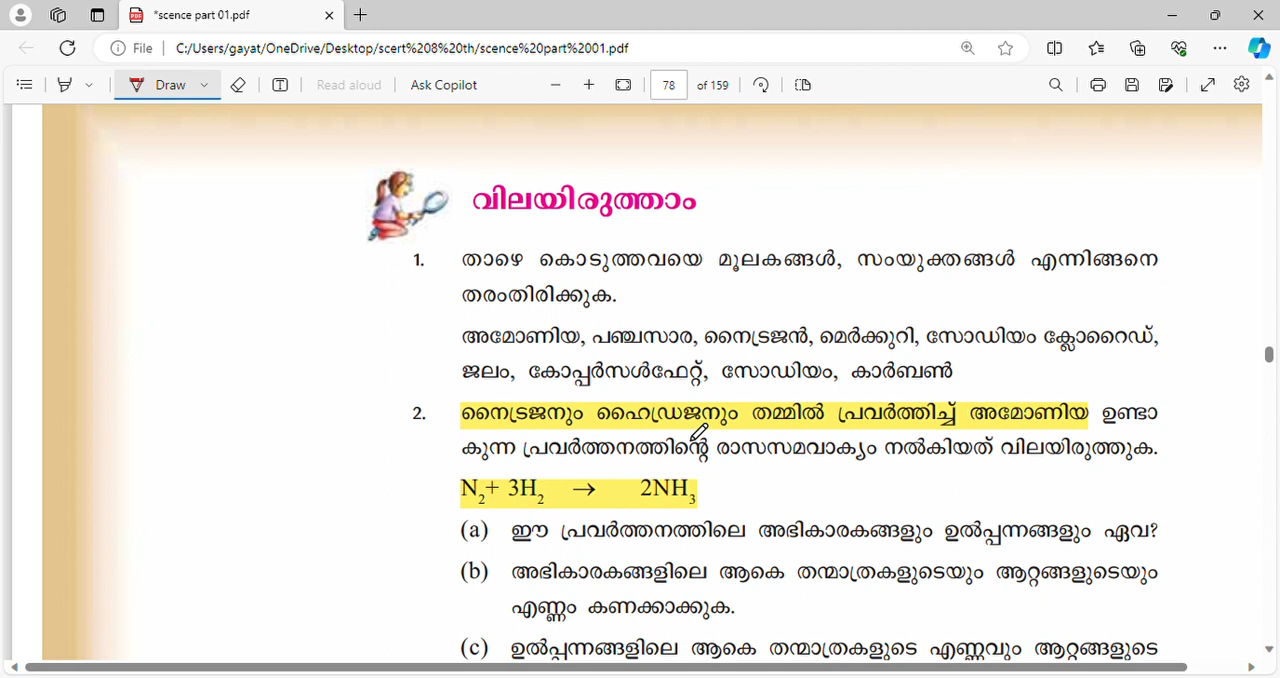 *scence part 01.pdf
File C:/Users/gayat/OneDrive/Desktop/scert%208%20th/scence%20part%2001.pdf
Draw Read aloud Ask Copilot 78 of 159
വിലയിരുത്താം
1. താഴെ കൊടുത്തവയെ മൂലകങ്ങൾ, സംയുക്തങ്ങൾ എന്നിങ്ങനെ
തരംതിരിക്കുക.
അമോണിയ, പഞ്ചസാര, നൈട്രജൻ, മെർക്കുറി, സോഡിയം ക്ലോറൈഡ്,
ജലം, കോപ്പർസൾഫേറ്റ്, സോഡിയം, കാർബൺ
2. നൈട്രജനും ഹൈഡ്രജനും തമ്മിൽ പ്രവർത്തിച്ച് അമോണിയ ഉണ്ടാ
കുന്ന പ്രവർത്തനത്തിന്റെ രാസസമവാക്യം നൽകിയത് വിലയിരുത്തുക.
N₂+ 3H₂ → 2NH₃
(a) ഈ പ്രവർത്തനത്തിലെ അഭികാരകങ്ങളും ഉൽപ്പന്നങ്ങളും ഏവ?
(b) അഭികാരകങ്ങളിലെ ആകെ തന്മാത്രകളുടെയും ആറ്റങ്ങളുടെയും
എണ്ണം കണക്കാക്കുക.
(c) ഉൽപ്പന്നങ്ങളിലെ ആകെ തന്മാത്രകളുടെ എണ്ണവും ആറ്റങ്ങളുടെ